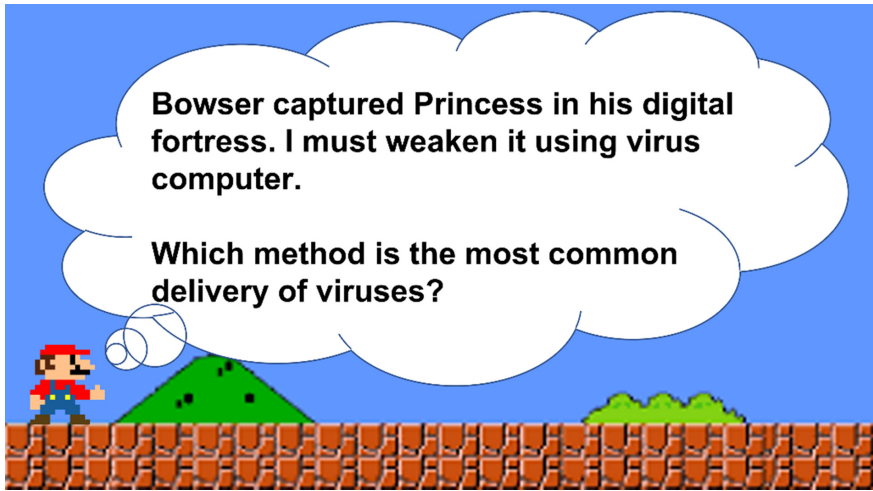 Bowser captured Princess in his digital
fortress. I must weaken it using virus
computer.
Which method is the most common
delivery of viruses?